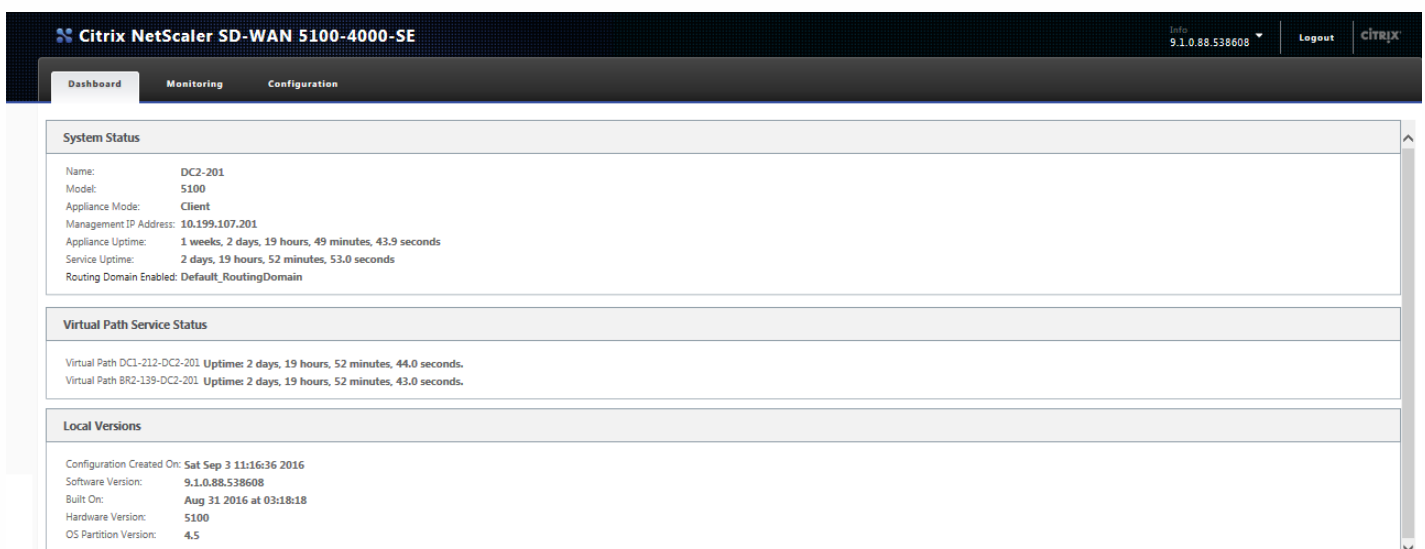 Citrix NetScaler SD-WAN 5100-4000-SE
Info
9.1.0.88.538608
Logout
CITRIX
Dashboard Monitoring Configuration
System Status
Name: DC2-201
Model: 5100
Appliance Mode: Client
Management IP Address: 10.199.107.201
Appliance Uptime: 1 weeks, 2 days, 19 hours, 49 minutes, 43.9 seconds
Service Uptime: 2 days, 19 hours, 52 minutes, 53.0 seconds
Routing Domain Enabled: Default_RoutingDomain
Virtual Path Service Status
Virtual Path DC1-212-DC2-201 Uptime: 2 days, 19 hours, 52 minutes, 44.0 seconds.
Virtual Path BR2-139-DC2-201 Uptime: 2 days, 19 hours, 52 minutes, 43.0 seconds.
Local Versions
Configuration Created On: Sat Sep 3 11:16:36 2016
Software Version: 9.1.0.88.538608
Built On: Aug 31 2016 at 03:18:18
Hardware Version: 5100
OS Partition Version: 4.5